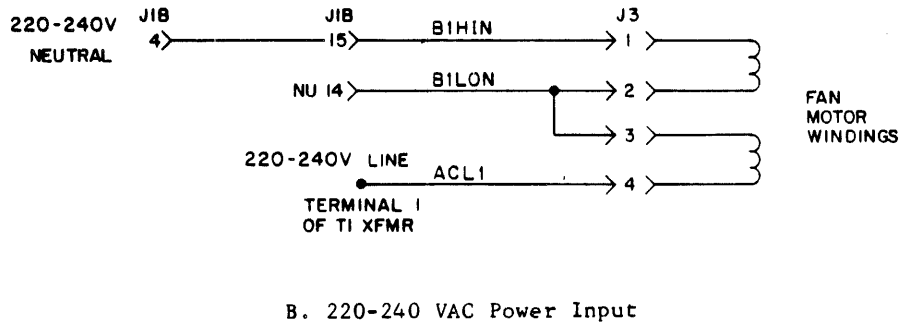 220-240V
NEUTRAL
J1B
4
J1B
15
B1HIN
J3
1
NU 14
B1LON
2
3
FAN
MOTOR
WINDINGS
220-240V LINE
ACL1
4
TERMINAL 1
OF T1 XFMR
B. 220-240 VAC Power Input